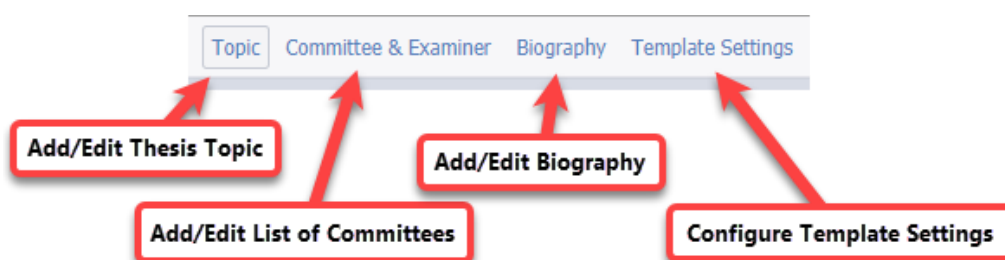 Topic Committee & Examiner Biography Template Settings
Add/Edit Thesis Topic
Add/Edit Biography
Add/Edit List of Committees
Configure Template Settings